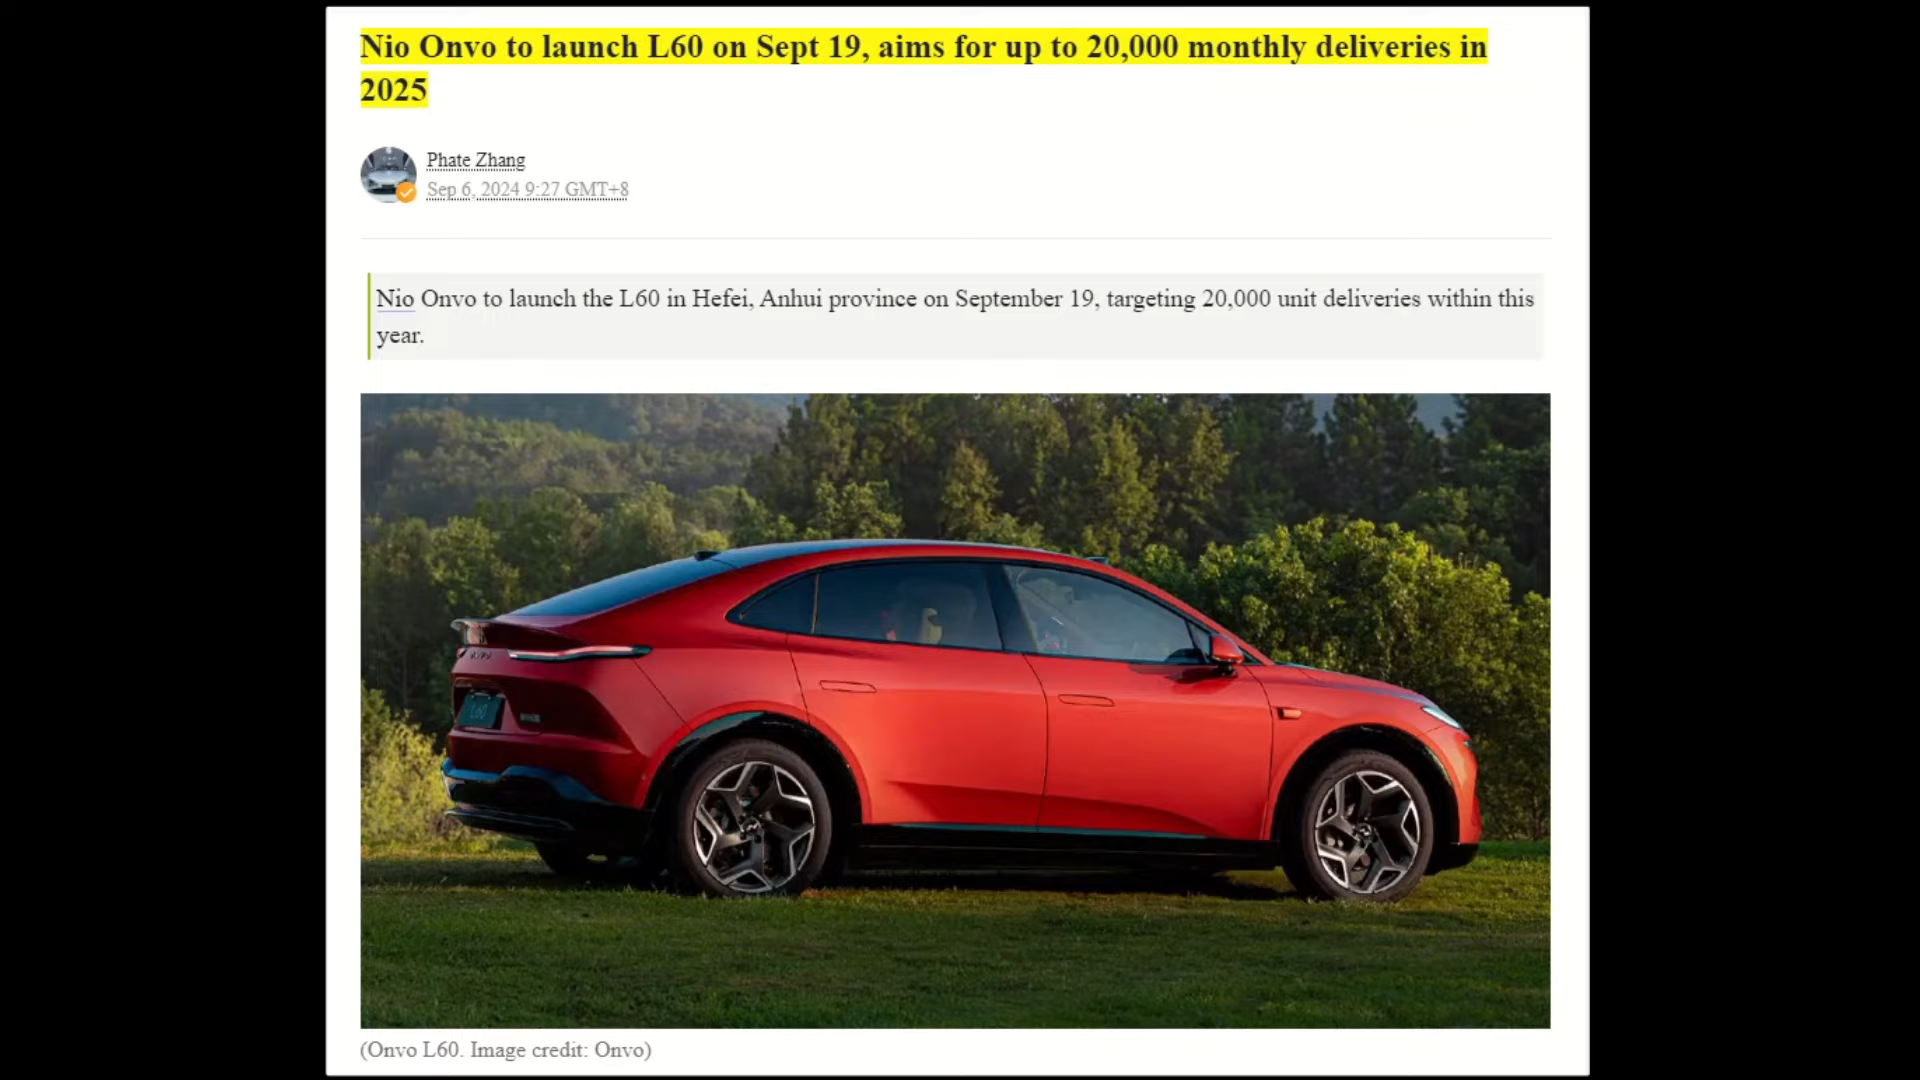 Nio Onvo to launch L60 on Sept 19, aims for up to 20,000 monthly deliveries in
2025
Phate Zhang
Sep 6, 2024 9:27 GMT+8
Nio Onvo to launch the L60 in Hefei, Anhui province on September 19, targeting 20,000 unit deliveries within this
year.
L60
(Onvo L60. Image credit: Onvo)